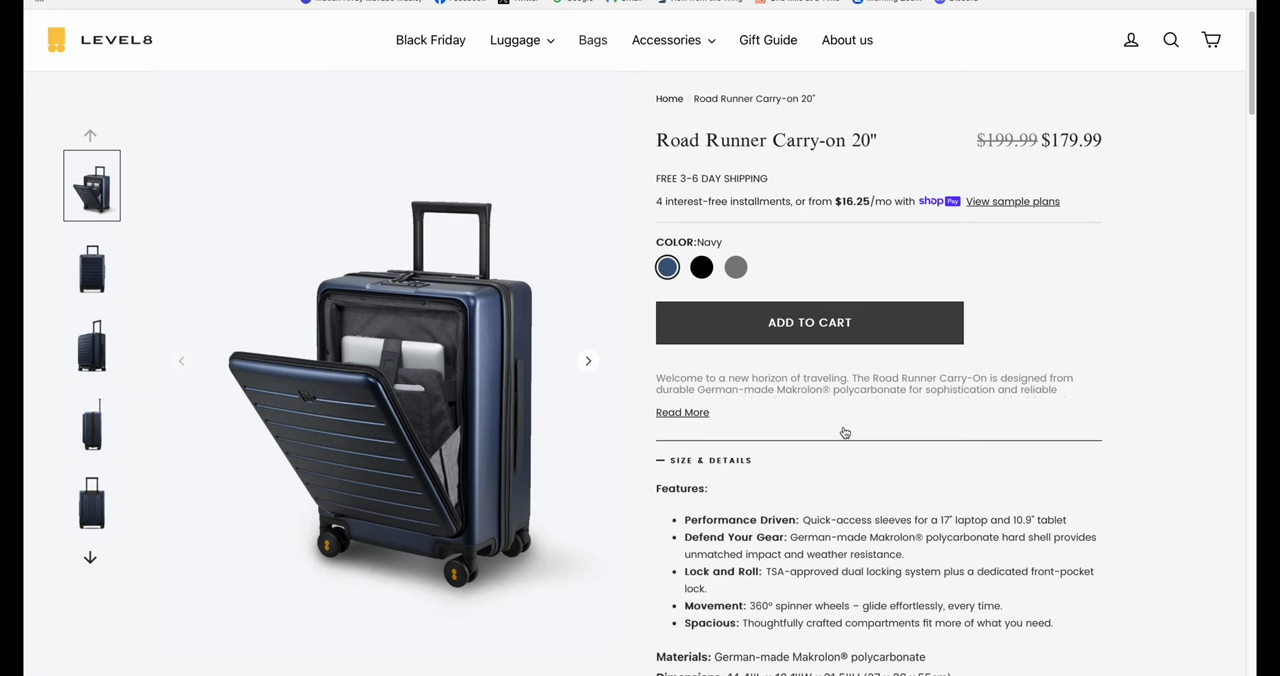 LEVEL8
Black Friday
Luggage
Bags
Accessories
Gift Guide
About us
Home
Road Runner Carry-on 20"
Road Runner Carry-on 20"
$199.99 $179.99
FREE 3-6 DAY SHIPPING
4 interest-free installments, or from $16.25/mo with shop Pay View sample plans
COLOR:Navy
ADD TO CART
Welcome to a new horizon of traveling. The Road Runner Carry-On is designed from
durable German-made Makrolon® polycarbonate for sophistication and reliable
Read More
SIZE & DETAILS
Features:
Performance Driven: Quick-access sleeves for a 17" laptop and 10.9" tablet
Defend Your Gear: German-made Makrolon® polycarbonate hard shell provides
unmatched impact and weather resistance.
Lock and Roll: TSA-approved dual locking system plus a dedicated front-pocket
lock.
Movement: 360° spinner wheels – glide effortlessly, every time.
Spacious: Thoughtfully crafted compartments fit more of what you need.
Materials: German-made Makrolon® polycarbonate